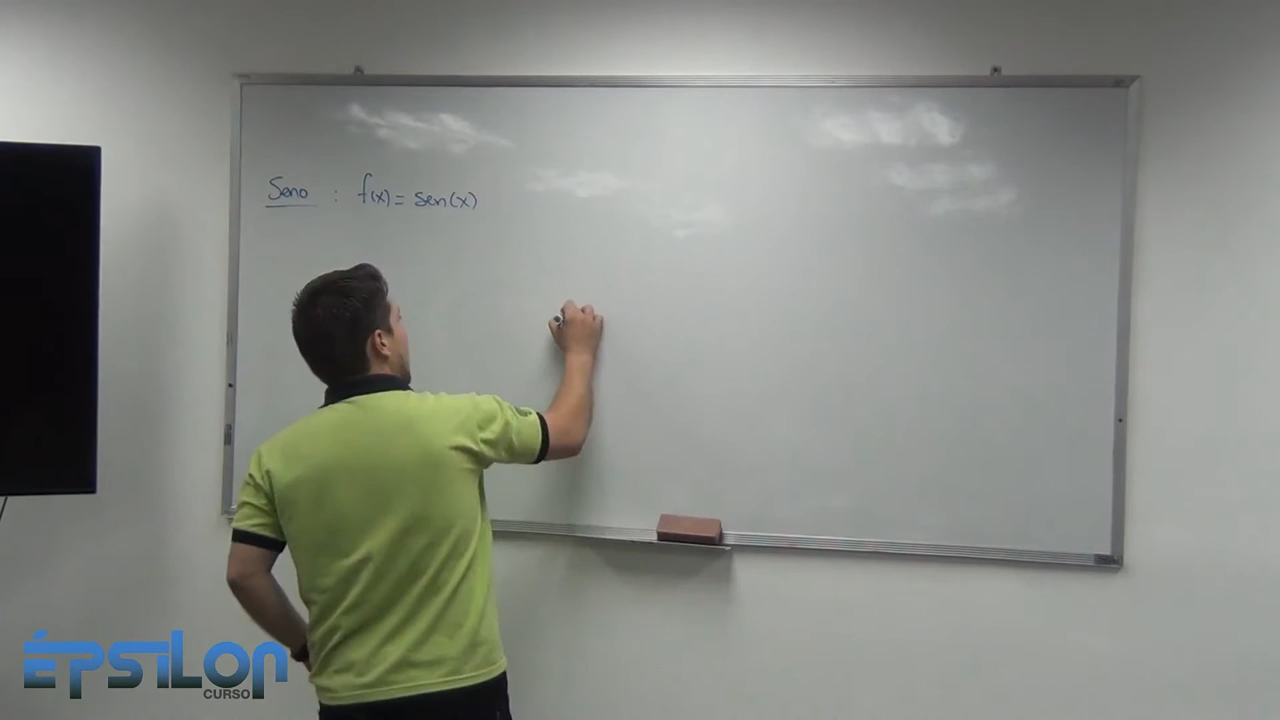 Seno : f(x) = sen(x)
ÉPSILON
CURSO